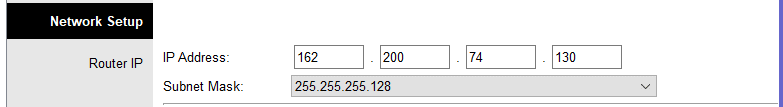 Network Setup
Router IP
IP Address: 162 . 200 . 74 . 130
Subnet Mask: 255.255.255.128